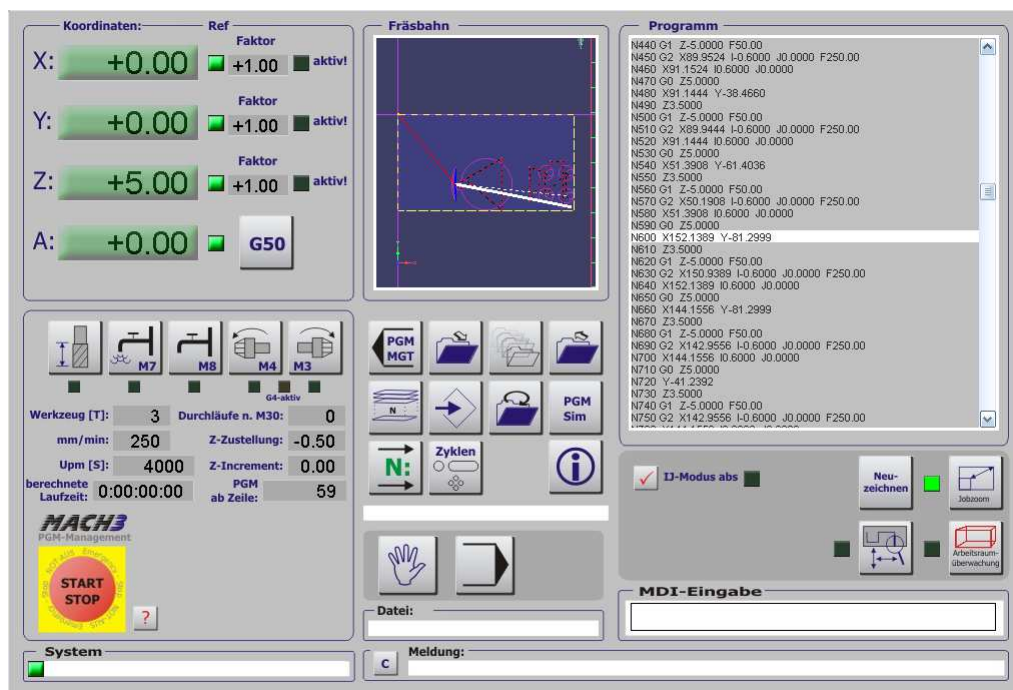 Koordinaten:
Ref
X: +0.00
Faktor
+1.00 aktiv!
Y: +0.00
Faktor
+1.00 aktiv!
Z: +5.00
Faktor
+1.00 aktiv!
A: +0.00
G50
Fräsbahn
Programm
N440 G1 Z-5.0000 F50.00
N450 G2 X89.9524 I-0.6000 J0.0000 F250.00
N460 X91.1524 I0.6000 J0.0000
N470 G0 Z5.0000
N480 X91.1444 Y-38.4660
N490 Z3.5000
N500 G1 Z-5.0000 F50.00
N510 G2 X89.9444 I-0.6000 J0.0000 F250.00
N520 X91.1444 I0.6000 J0.0000
N530 G0 Z5.0000
N540 X51.3908 Y-61.4036
N550 Z3.5000
N560 G1 Z-5.0000 F50.00
N570 G2 X50.1908 I-0.6000 J0.0000 F250.00
N580 X51.3908 I0.6000 J0.0000
N590 G0 Z5.0000
N600 X152.1389 Y-81.2999
N610 Z3.5000
N620 G1 Z-5.0000 F50.00
N630 G2 X150.9389 I-0.6000 J0.0000 F250.00
N640 X152.1389 I0.6000 J0.0000
N650 G0 Z5.0000
N660 X144.1556 Y-81.2999
N670 Z3.5000
N680 G1 Z-5.0000 F50.00
N690 G2 X142.9556 I-0.6000 J0.0000 F250.00
N700 X144.1556 I0.6000 J0.0000
N710 G0 Z5.0000
N720 Y-41.2392
N730 Z3.5000
N740 G1 Z-5.0000 F50.00
N750 G2 X142.9556 I-0.6000 J0.0000 F250.00
M7
M8
M4
M3
G4-aktiv
Werkzeug [T]: 3 Durchläufe n. M30: 0
mm/min: 250 Z-Zustellung: -0.50
Upm [S]: 4000 Z-Increment: 0.00
berechnete
Laufzeit: 0:00:00:00
PGM
ab Zeile: 59
MACH3
PGM-Management
NOT-AUS Emergency Stop
START
STOP
?
PGM
MGT
N
PGM
Sim
N:
Zyklen
i
Datei:
IJ-Modus abs
Neu-
zeichnen
Jobzoom
Arbeitsraum-
überwachung
MDI-Eingabe
System
C
Meldung: